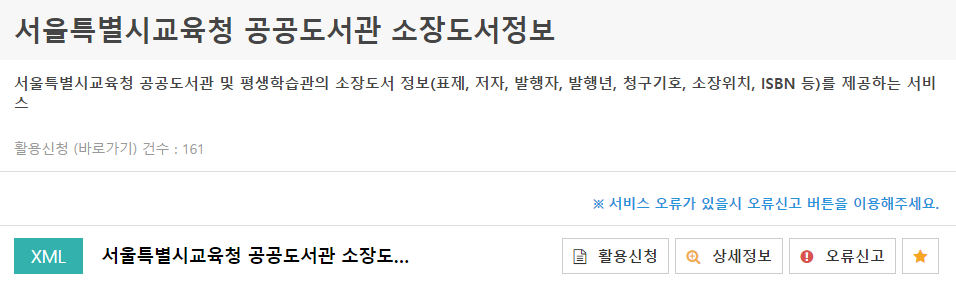 서울특별시교육청 공공도서관 소장도서정보
서울특별시교육청 공공도서관 및 평생학습관의 소장도서 정보(표제, 저자, 발행자, 발행년, 청구기호, 소장위치, ISBN 등)를 제공하는 서비
스
활용신청 (바로가기) 건수 : 161
※ 서비스 오류가 있을시 오류신고 버튼을 이용해주세요.
XML 서울특별시교육청 공공도서관 소장도... 활용신청 상세정보 오류신고